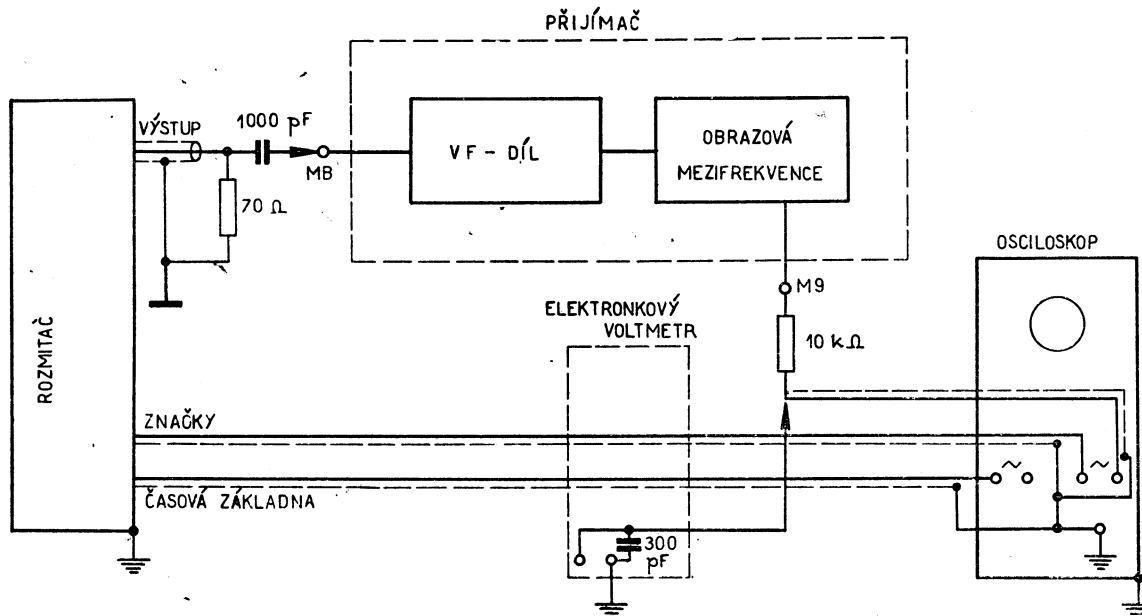 PŘIJÍMAČ
VÝSTUP
1000 pF
M8
70 Ω
VF - DÍL
OBRAZOVÁ
MEZIFREKVENCE
OSCILOSKOP
M9
ELEKTRONKOVÝ
VOLTMETR
10 kΩ
ROZMITAČ
ZNAČKY
~
~
ČASOVÁ ZÁKLADNA
300
pF